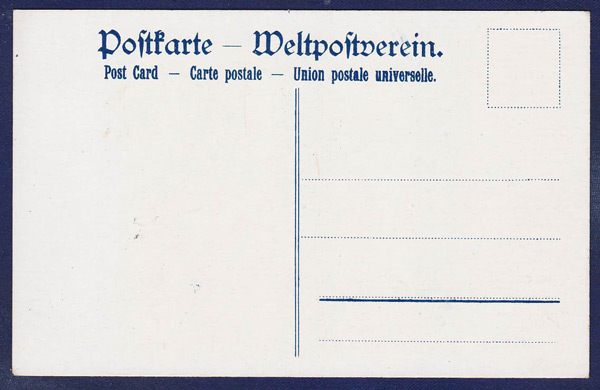 Postkarte — Weltpostverein.
Post Card — Carte postale — Union postale universelle.